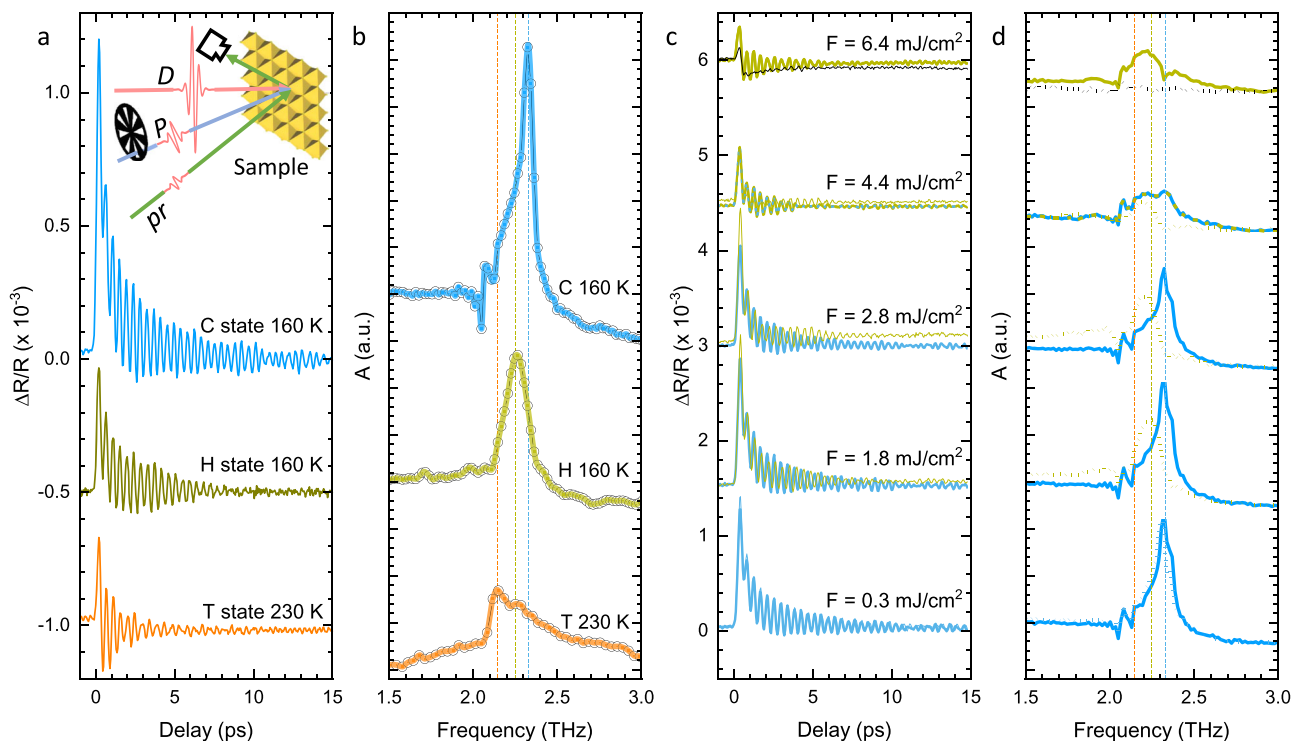 a
D
P
pr
Sample
C state 160 K
H state 160 K
T state 230 K
1.0
0.5
0.0
-0.5
-1.0
ΔR/R (x 10⁻³)
0
5
10
15
Delay (ps)
b
C 160 K
H 160 K
T 230 K
A (a.u.)
1.5
2.0
2.5
3.0
Frequency (THz)
c
F = 6.4 mJ/cm²
F = 4.4 mJ/cm²
F = 2.8 mJ/cm²
F = 1.8 mJ/cm²
F = 0.3 mJ/cm²
6
5
4
3
2
1
0
ΔR/R (x 10⁻³)
0
5
10
15
Delay (ps)
d
A (a.u.)
1.5
2.0
2.5
3.0
Frequency (THz)